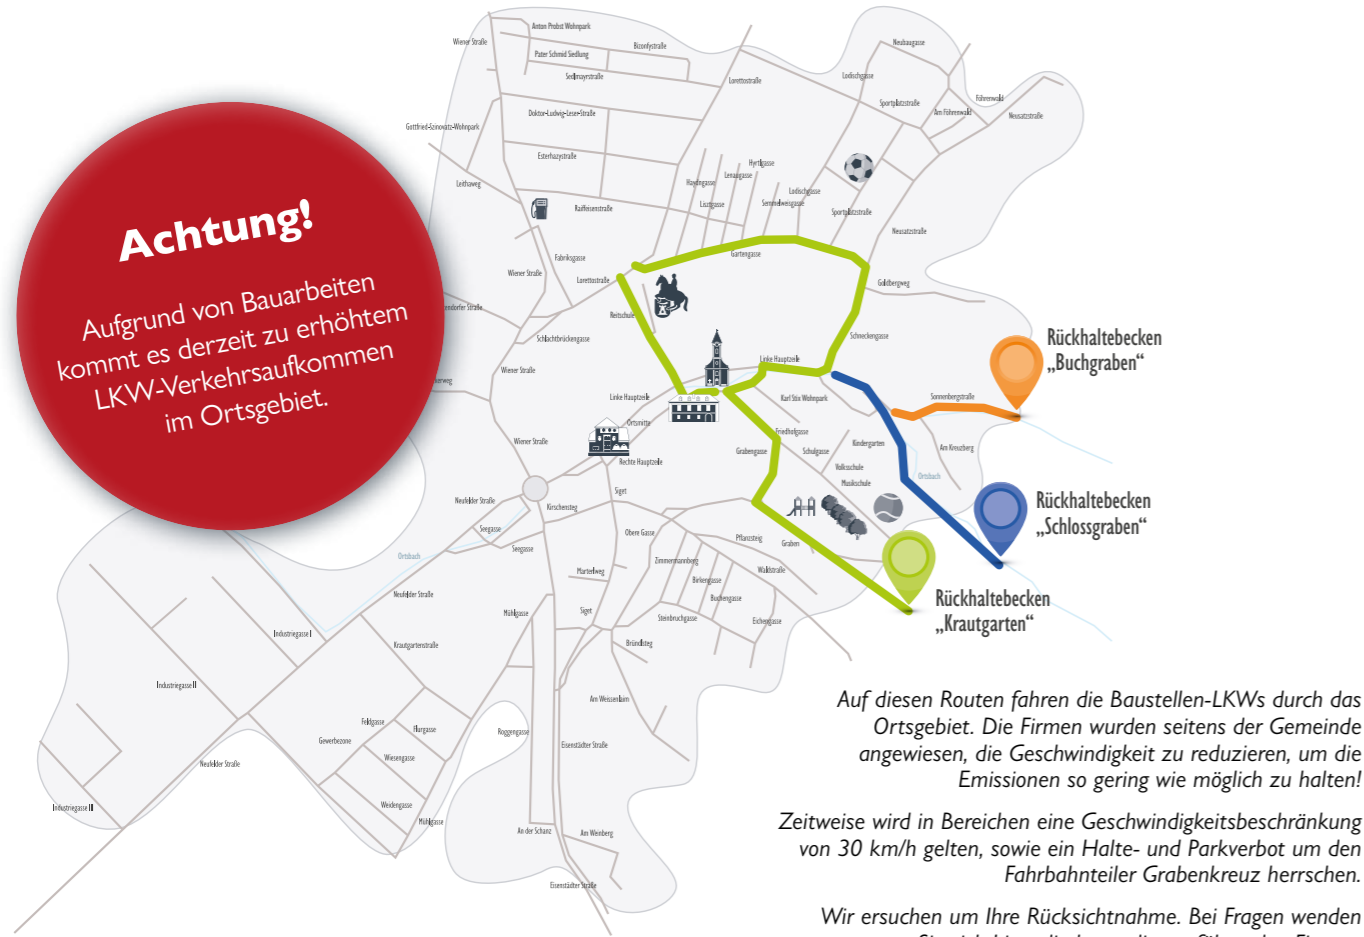 Achtung!
Aufgrund von Bauarbeiten
kommt es derzeit zu erhöhtem
LKW-Verkehrsaufkommen
im Ortsgebiet.
Wiener Straße
Anton Probst Wohnpark
Pater Schmid Siedlung
Bizonfystraße
Sedlmayrstraße
Lorettostraße
Neubaugasse
Lodischgasse
Sportplatzstraße
Am Föhrenwald
Föhrenwald
Neusatzstraße
Gottfried-Izinovatz-Wohnpark
Doktor-Ludwig-Leser-Straße
Esterhazystraße
Leithaweg
Raiffeisenstraße
Haydngasse
Lisztgasse
Lenaugasse
Hyrtlgasse
Semmelweisgasse
Lodischgasse
Sportplatzstraße
Neusatzstraße
Fabriksgasse
Wiener Straße
Lorettostraße
Gartengasse
Goldbergweg
Reitschule
Schlachtbrückengasse
Schneckengasse
Wiener Straße
Linke Hauptzeile
Linke Hauptzeile
Karl Stix Wohnpark
Sonnenbergstraße
Ortsmitte
Wiener Straße
Rechte Hauptzeile
Grabengasse
Friedhofgasse
Schulgasse
Kindergarten
Volksschule
Musikschule
Am Kreuzberg
Ortsbach
Rückhaltebecken
„Buchgraben“
Rückhaltebecken
„Schlossgraben“
Rückhaltebecken
„Krautgarten“
Neufelder Straße
Kirschensteg
Siget
Seegasse
Seegasse
Obere Gasse
Pflanzsteig
Graben
Ortsbach
Zimmermannberg
Waldstraße
Birkengasse
Buchengasse
Marterlweg
Neufelder Straße
Mühlgasse
Siget
Steinbruchgasse
Eichengasse
Bründlsteg
Industriegasse I
Krautgartenstraße
Industriegasse II
Am Weissenlaim
Feldgasse
Flurgasse
Gewerbezone
Wiesengasse
Roggengasse
Eisenstädter Straße
Neufelder Straße
Weidengasse
Mühlgasse
Industriegasse III
An der Schanz
Am Weinberg
Eisenstädter Straße
Auf diesen Routen fahren die Baustellen-LKWs durch das
Ortsgebiet. Die Firmen wurden seitens der Gemeinde
angewiesen, die Geschwindigkeit zu reduzieren, um die
Emissionen so gering wie möglich zu halten!
Zeitweise wird in Bereichen eine Geschwindigkeitsbeschränkung
von 30 km/h gelten, sowie ein Halte- und Parkverbot um den
Fahrbahnteiler Grabenkreuz herrschen.
Wir ersuchen um Ihre Rücksichtnahme. Bei Fragen wenden